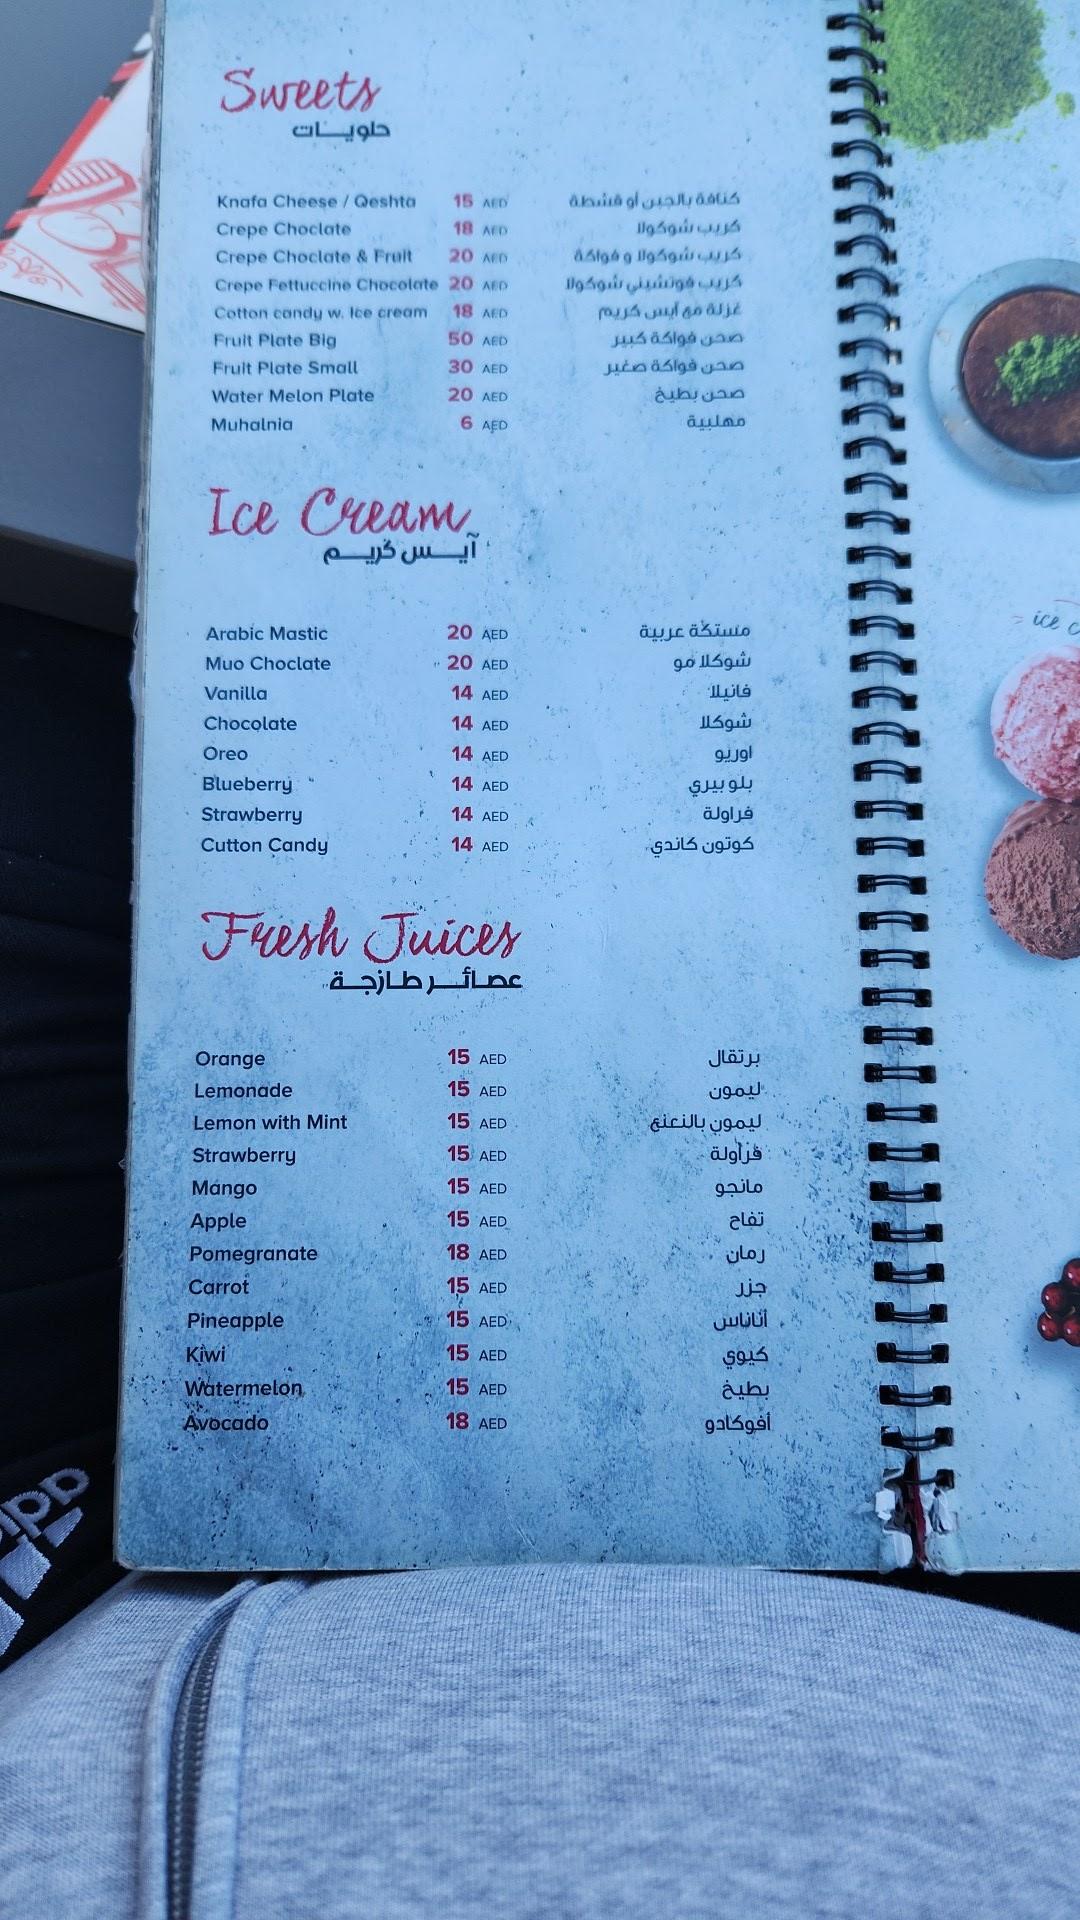 Sweets
حلويـــات
Knafa Cheese / Qeshta 15 AED كنافة بالجبن أو قشطة
Crepe Choclate 18 AED كريب شوكولا
Crepe Choclate & Fruit 20 AED كريب شوكولا و فواكة
Crepe Fettuccine Chocolate 20 AED كريب فوتشيني شوكولا
Cotton candy w. Ice cream 18 AED غزلة مع آيس كريم
Fruit Plate Big 50 AED صحن فواكة كبير
Fruit Plate Small 30 AED صحن فواكة صغير
Water Melon Plate 20 AED صحن بطيخ
Muhalnia 6 AED مهلبية
Ice Cream
آيـــس كريـــم
Arabic Mastic 20 AED مستكة عربية
Muo Choclate 20 AED شوكلا مو
Vanilla 14 AED فانيلا
Chocolate 14 AED شوكلا
Oreo 14 AED اوريو
Blueberry 14 AED بلو بيري
Strawberry 14 AED فراولة
Cutton Candy 14 AED كوتون كاندي
Fresh Juices
عصائـــر طـازجـــة
Orange 15 AED برتقال
Lemonade 15 AED ليمون
Lemon with Mint 15 AED ليمون بالنعنع
Strawberry 15 AED فراولة
Mango 15 AED مانجو
Apple 15 AED تفاح
Pomegranate 18 AED رمان
Carrot 15 AED جزر
Pineapple 15 AED أناناس
Kiwi 15 AED كيوي
Watermelon 15 AED بطيخ
Avocado 18 AED أفوكادو
ice